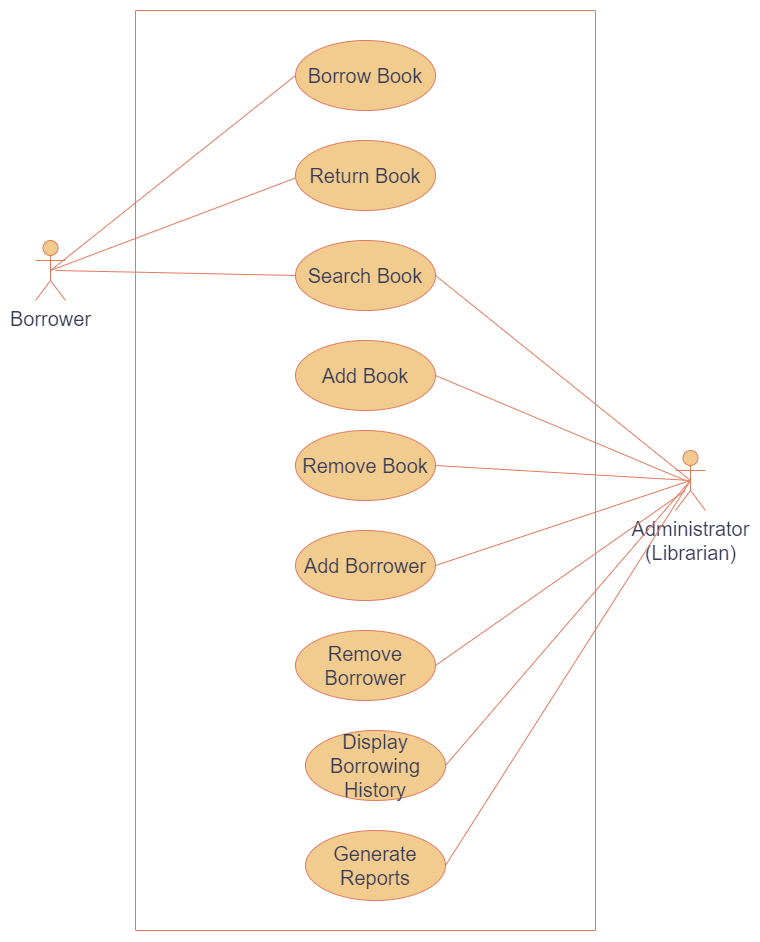 Borrow Book
Return Book
Search Book
Borrower
Add Book
Remove Book
Administrator
(Librarian)
Add Borrower
Remove
Borrower
Display
Borrowing
History
Generate
Reports